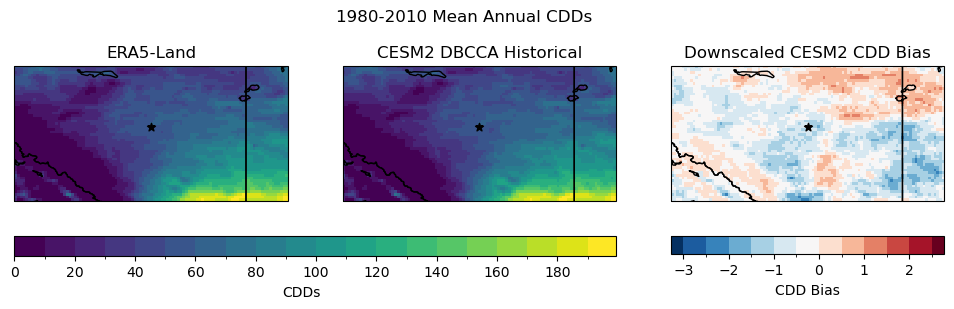 1980-2010 Mean Annual CDDs
ERA5-Land
CESM2 DBCCA Historical
Downscaled CESM2 CDD Bias
0 20 40 60 80 100 120 140 160 180
CDDs
−3 −2 −1 0 1 2
CDD Bias